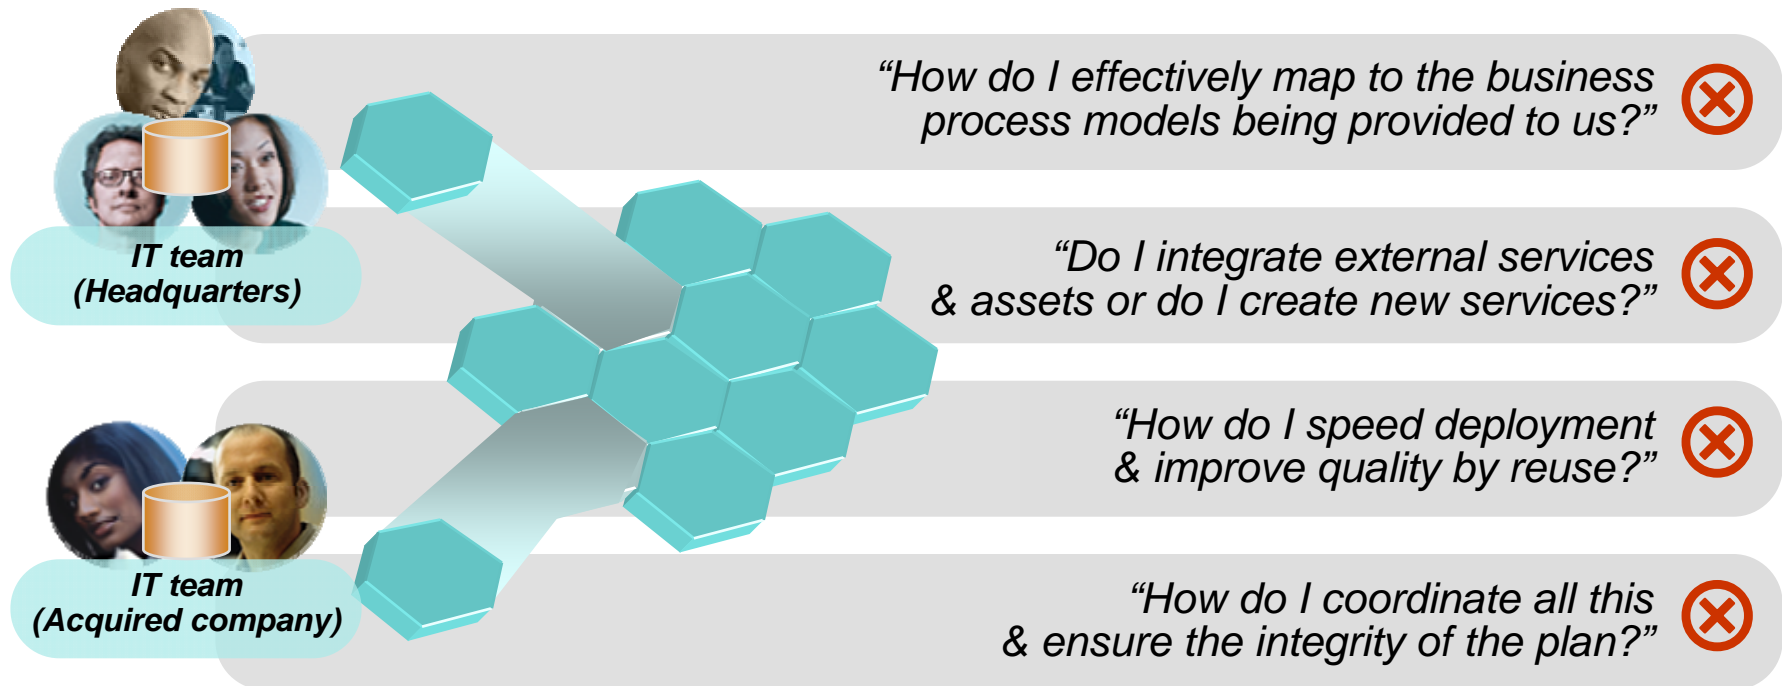 “How do I effectively map to the business
process models being provided to us?”
IT team
(Headquarters)
“Do I integrate external services
& assets or do I create new services?”
“How do I speed deployment
& improve quality by reuse?”
IT team
(Acquired company)
“How do I coordinate all this
& ensure the integrity of the plan?”